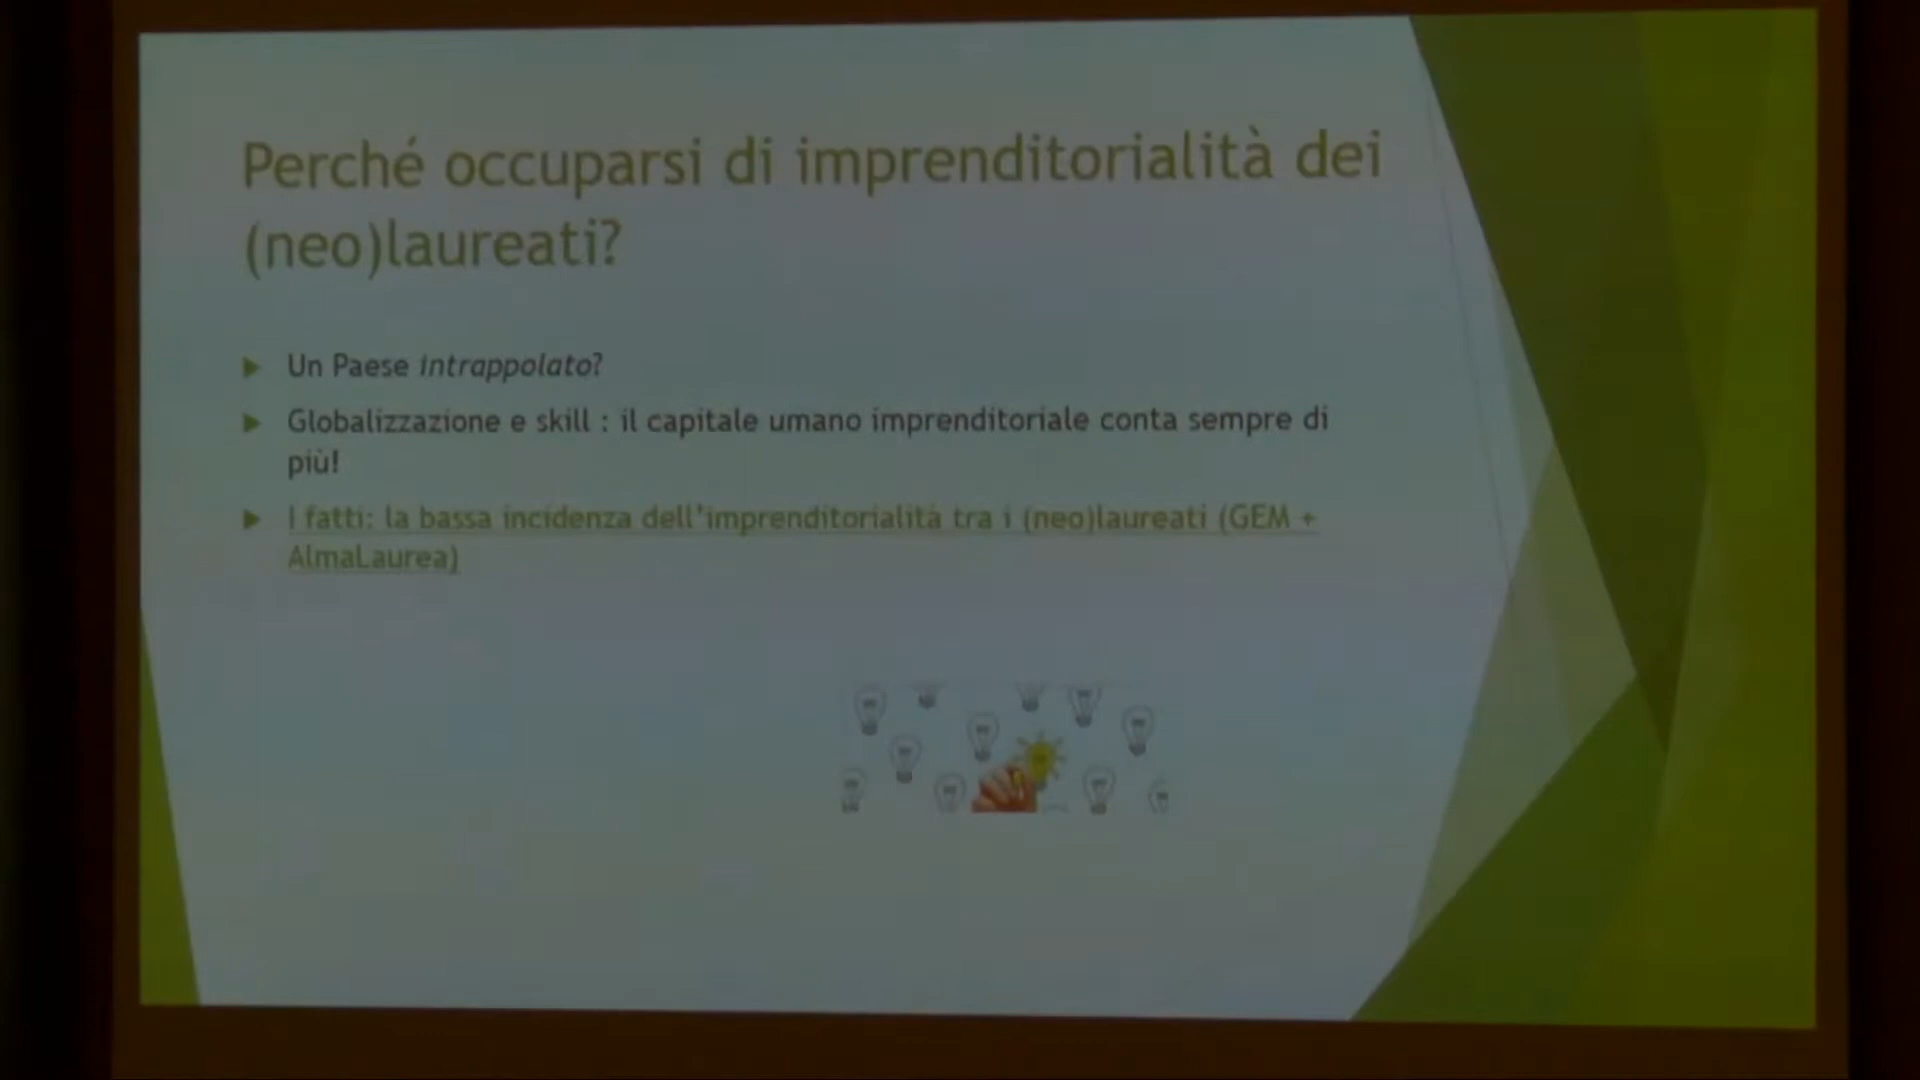 Perché occuparsi di imprenditorialità dei
(neo)laureati?
Un Paese intrappolato?
Globalizzazione e skill : il capitale umano imprenditoriale conta sempre di
più!
I fatti: la bassa incidenza dell'imprenditorialità tra i (neo)laureati (GEM +
AlmaLaurea)